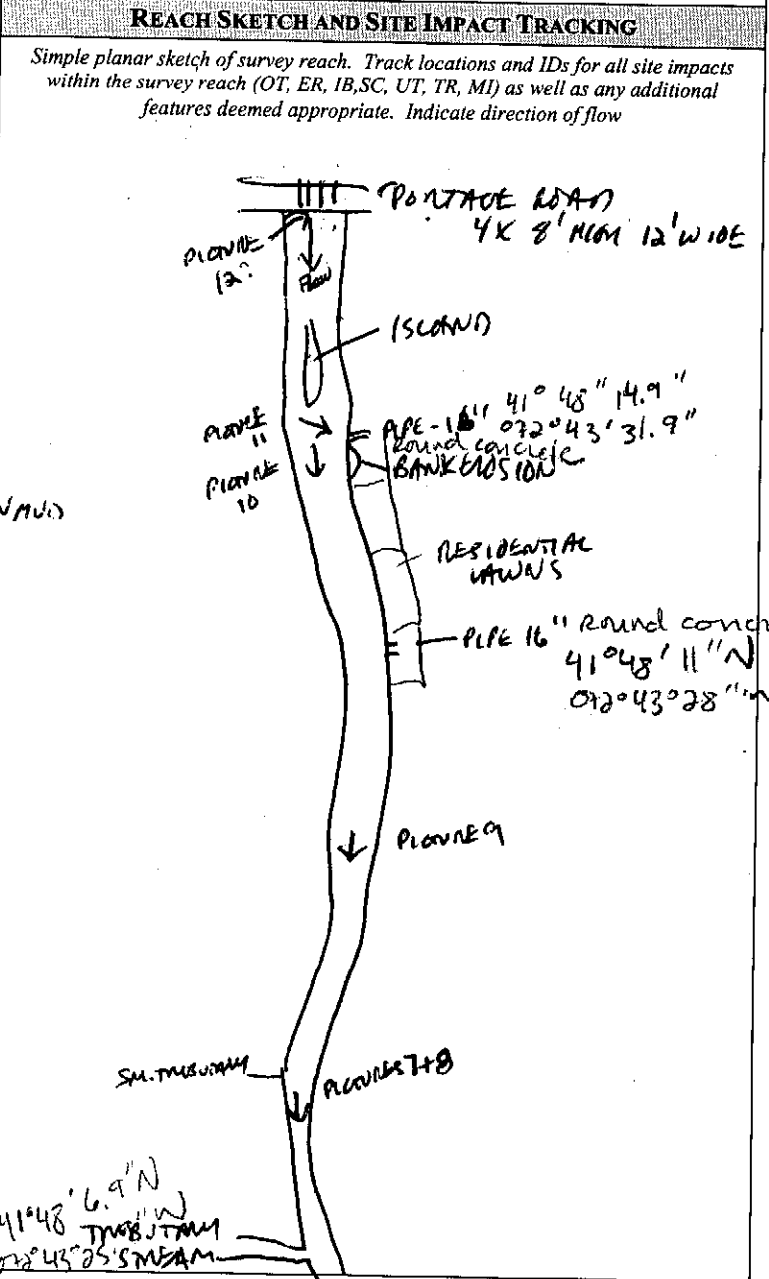 REACH SKETCH AND SITE IMPACT TRACKING
Simple planar sketch of survey reach. Track locations and IDs for all site impacts
within the survey reach (OT, ER, IB,SC, UT, TR, MI) as well as any additional
features deemed appropriate. Indicate direction of flow
PORTAGE ROAD
4X 8' HIGH 12' WIDE
PICTURE
12?
Flow
ISLAND
41° 48" 14.9"
PICTURE
11
PIPE - 16" 072°43'31.9"
Round concrete
BANK EROSION
PICTURE
10
RESIDENTIAL
LAWNS
PIPE 16" Round concr
41°48' 11"N
072°43°28"
PICTURE 9
SM. TRIBUTARY
PICTURES 7+8
41°48' 6.9"N
"W
TRIBUTARY
072°43°25' STREAM